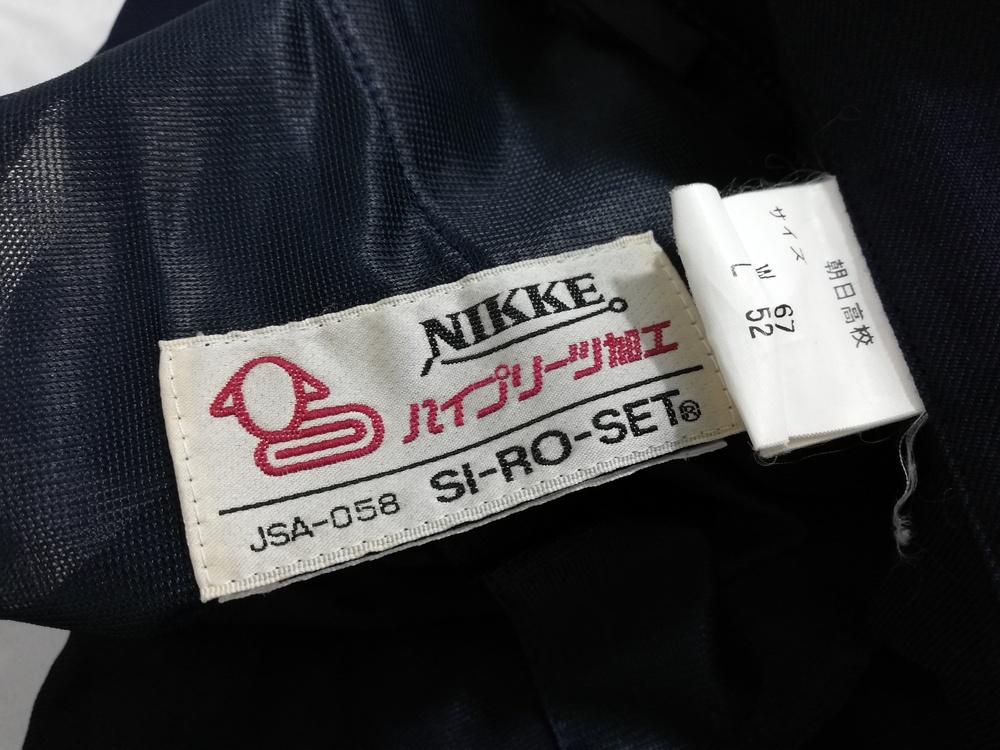 NIKKE
ハイプリーツ加工
SI-RO-SET®
JSA-058
朝日高校
サイズ
W 67
L 52